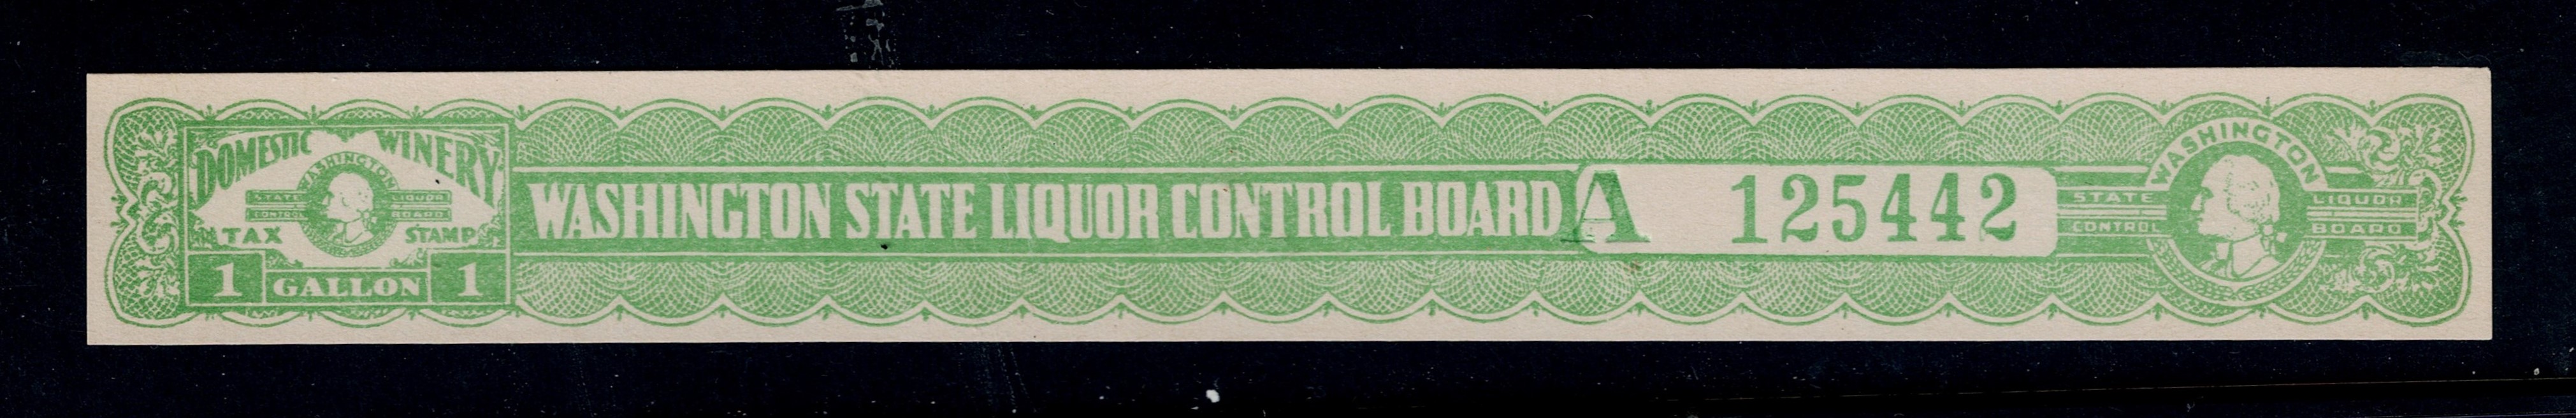 DOMESTIC WINERY
WASHINGTON
STATE LIQUOR
CONTROL BOARD
TAX STAMP
1 GALLON 1
WASHINGTON STATE LIQUOR CONTROL BOARD
A 125442
WASHINGTON
STATE LIQUOR
CONTROL BOARD